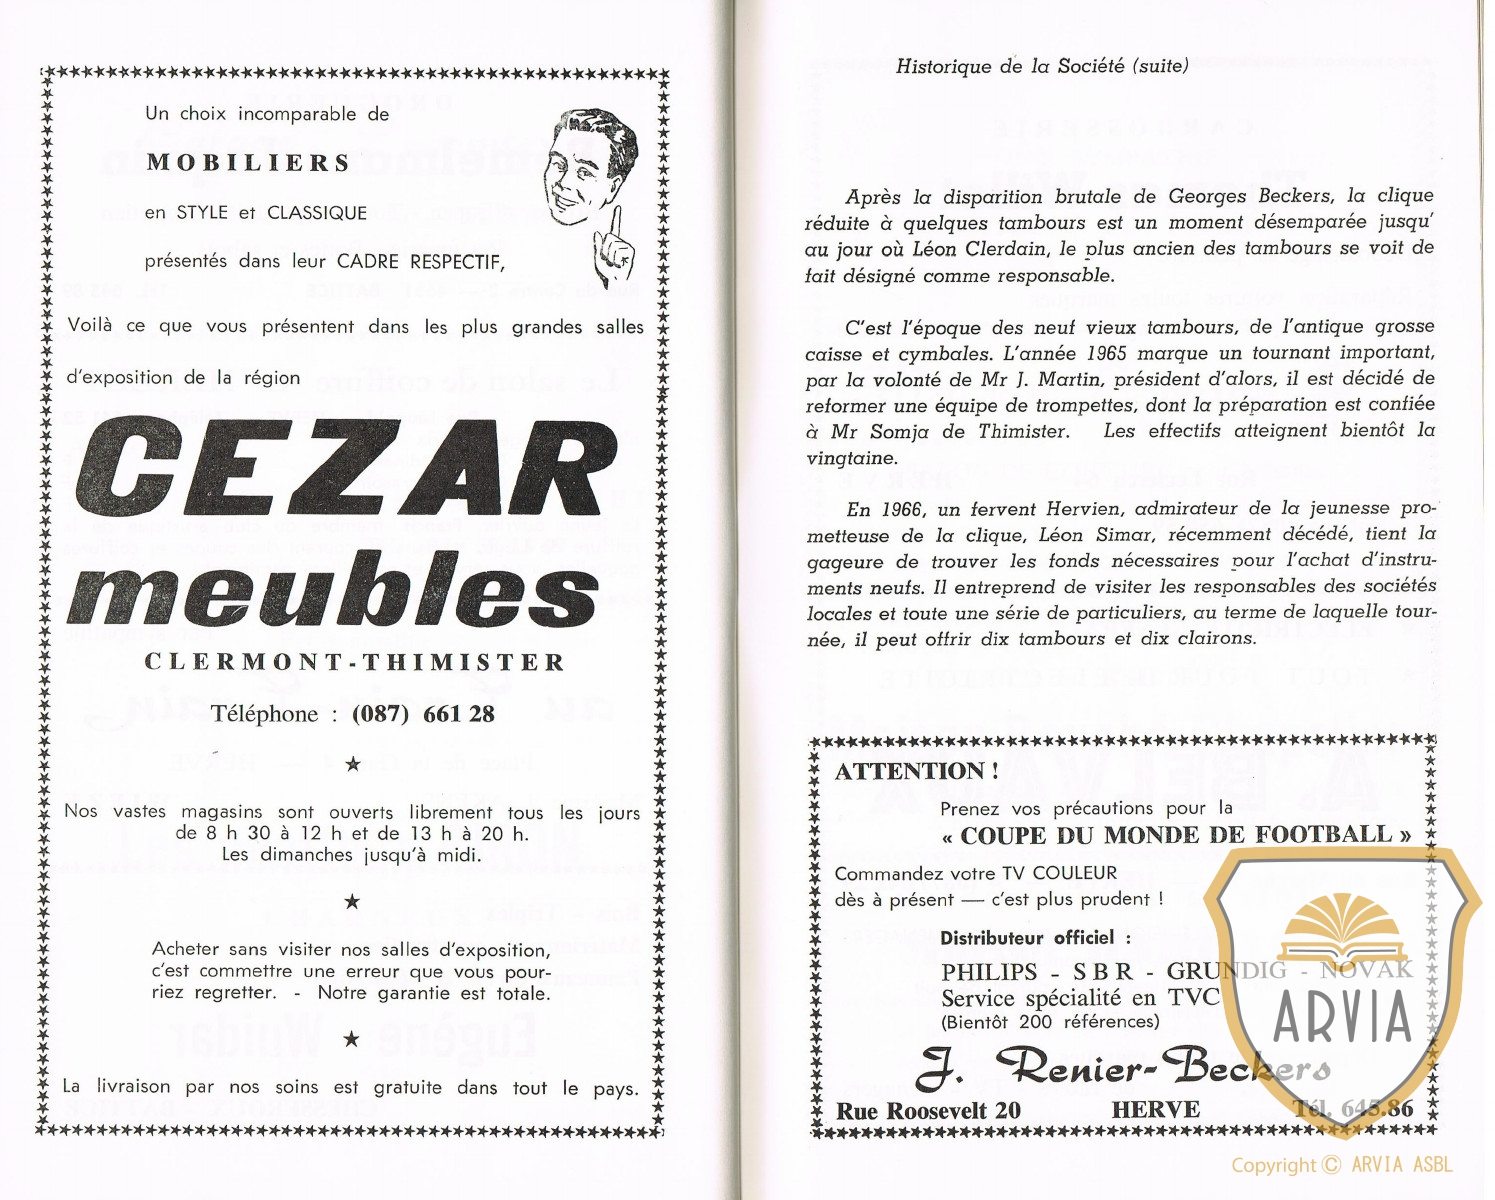 Un choix incomparable de
MOBILIERS
en STYLE et CLASSIQUE
présentés dans leur CADRE RESPECTIF,
Voilà ce que vous présentent dans les plus grandes salles
d'exposition de la région
CEZAR
meubles
CLERMONT-THIMISTER
Téléphone : (087) 661 28
Nos vastes magasins sont ouverts librement tous les jours
de 8 h 30 à 12 h et de 13 h à 20 h.
Les dimanches jusqu'à midi.
Acheter sans visiter nos salles d'exposition,
c'est commettre une erreur que vous pour-
riez regretter. - Notre garantie est totale.
La livraison par nos soins est gratuite dans tout le pays.
Historique de la Société (suite)
Après la disparition brutale de Georges Beckers, la clique
réduite à quelques tambours est un moment désemparée jusqu'
au jour où Léon Clerdain, le plus ancien des tambours se voit de
fait désigné comme responsable.
C'est l'époque des neuf vieux tambours, de l'antique grosse
caisse et cymbales. L'année 1965 marque un tournant important,
par la volonté de Mr J. Martin, président d'alors, il est décidé de
reformer une équipe de trompettes, dont la préparation est confiée
à Mr Somja de Thimister. Les effectifs atteignent bientôt la
vingtaine.
En 1966, un fervent Hervien, admirateur de la jeunesse pro-
metteuse de la clique, Léon Simar, récemment décédé, tient la
gageure de trouver les fonds nécessaires pour l'achat d'instru-
ments neufs. Il entreprend de visiter les responsables des sociétés
locales et toute une série de particuliers, au terme de laquelle tour-
née, il peut offrir dix tambours et dix clairons.
ATTENTION !
Prenez vos précautions pour la
« COUPE DU MONDE DE FOOTBALL »
Commandez votre TV COULEUR
dès à présent — c'est plus prudent !
Distributeur officiel :
PHILIPS - SBR - GRUNDIG - NOVAK
Service spécialité en TVC
(Bientôt 200 références)
J. Renier-Beckers
Rue Roosevelt 20 HERVE Tél. 645.86
ARVIA
Copyright © ARVIA ASBL